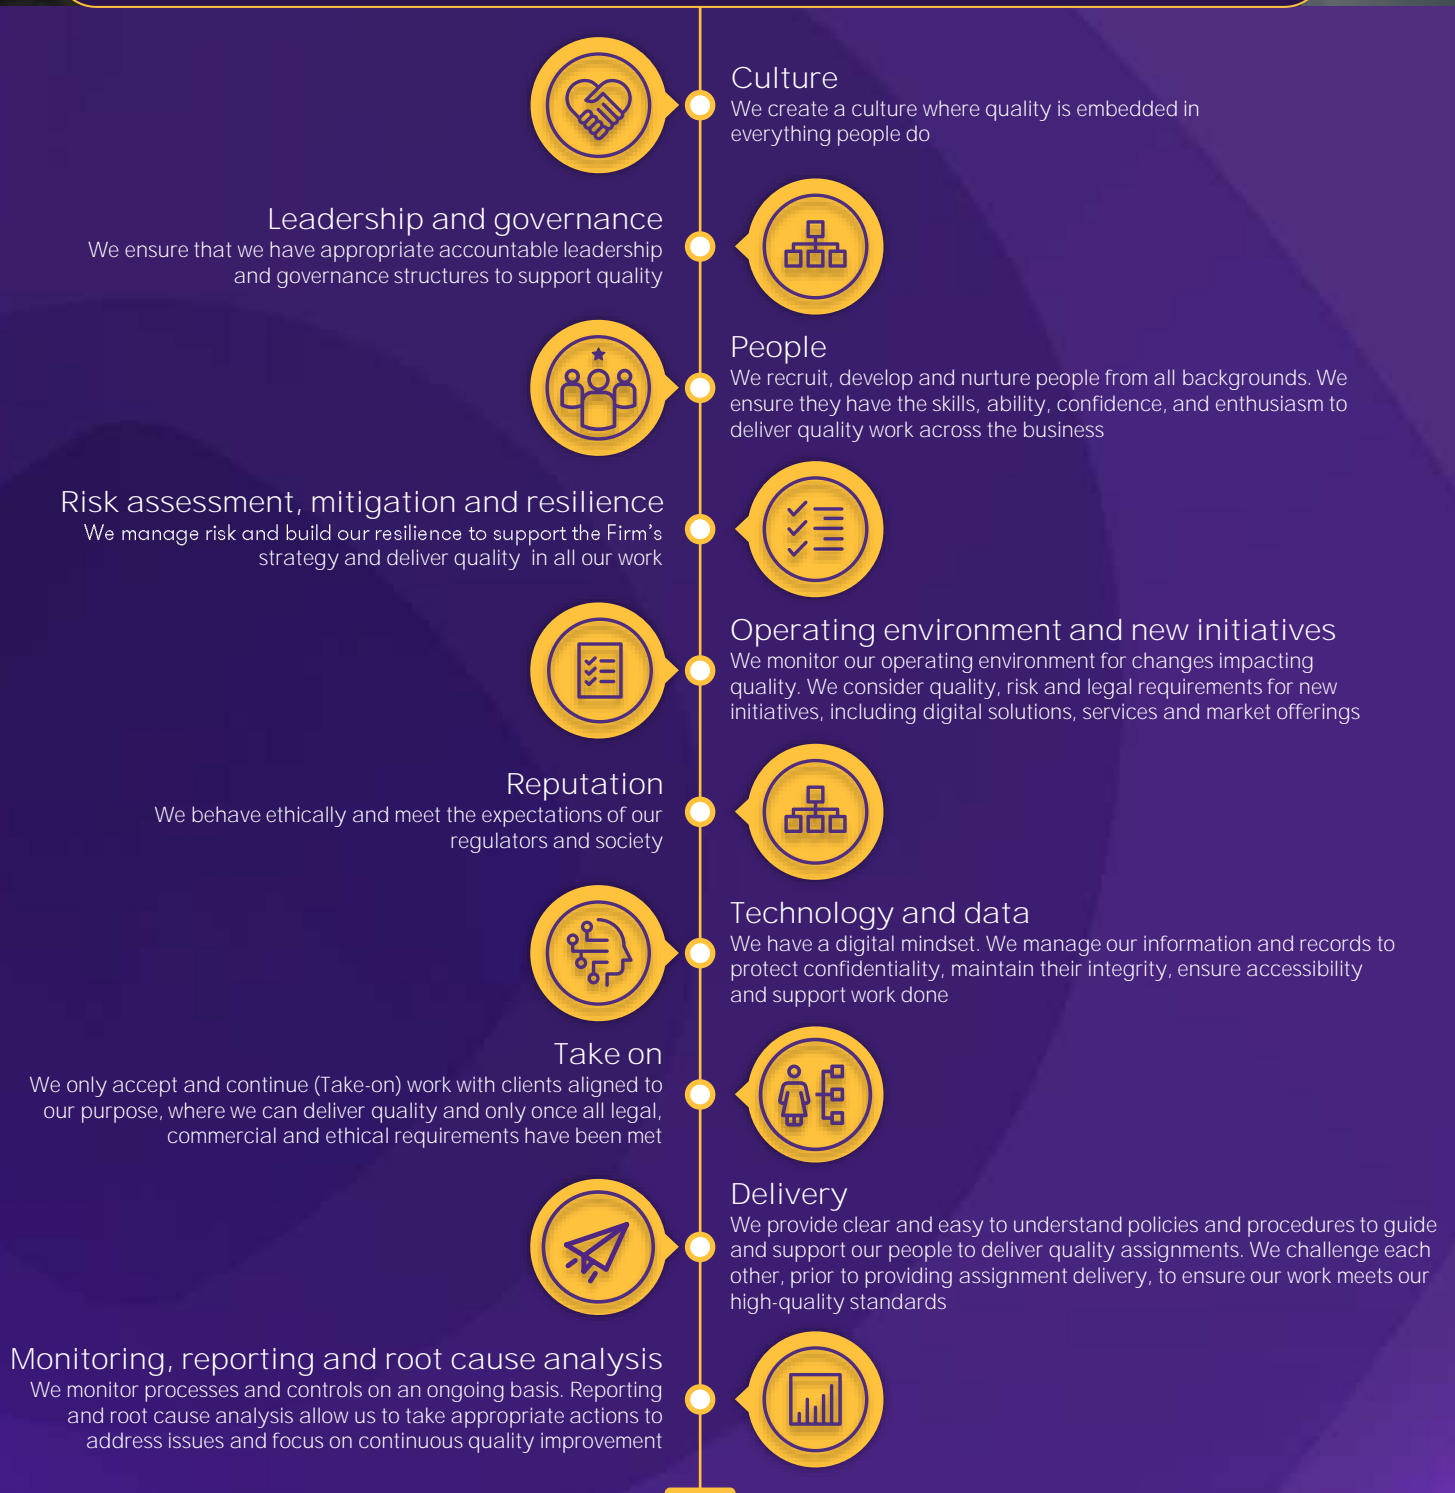 Culture
We create a culture where quality is embedded in
everything people do
Leadership and governance
We ensure that we have appropriate accountable leadership
and governance structures to support quality
People
We recruit, develop and nurture people from all backgrounds. We
ensure they have the skills, ability, confidence, and enthusiasm to
deliver quality work across the business
Risk assessment, mitigation and resilience
We manage risk and build our resilience to support the Firm's
strategy and deliver quality in all our work
Operating environment and new initiatives
We monitor our operating environment for changes impacting
quality. We consider quality, risk and legal requirements for new
initiatives, including digital solutions, services and market offerings
Reputation
We behave ethically and meet the expectations of our
regulators and society
Technology and data
We have a digital mindset. We manage our information and records to
protect confidentiality, maintain their integrity, ensure accessibility
and support work done
Take on
We only accept and continue (Take-on) work with clients aligned to
our purpose, where we can deliver quality and only once all legal,
commercial and ethical requirements have been met
Delivery
We provide clear and easy to understand policies and procedures to guide
and support our people to deliver quality assignments. We challenge each
other, prior to providing assignment delivery, to ensure our work meets our
high-quality standards
Monitoring, reporting and root cause analysis
We monitor processes and controls on an ongoing basis. Reporting
and root cause analysis allow us to take appropriate actions to
address issues and focus on continuous quality improvement